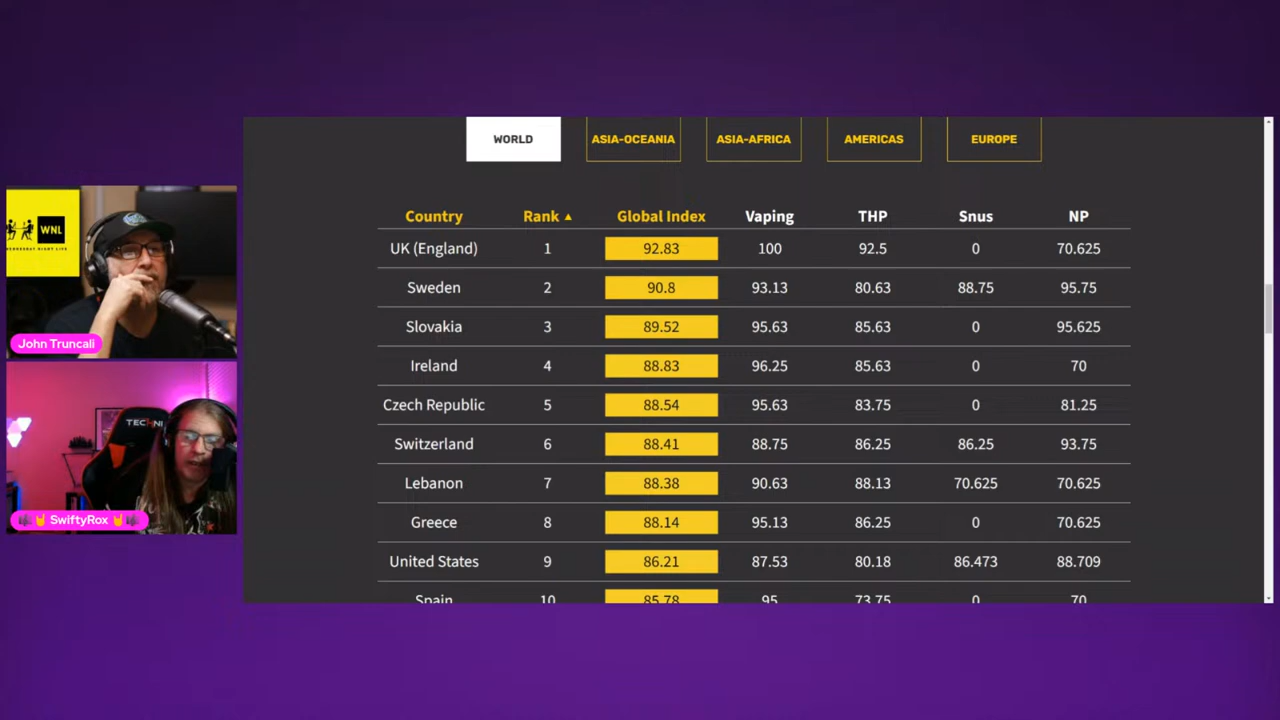 WORLD ASIA-OCEANIA ASIA-AFRICA AMERICAS EUROPE
Country Rank ▲ Global Index Vaping THP Snus NP
UK (England) 1 92.83 100 92.5 0 70.625
Sweden 2 90.8 93.13 80.63 88.75 95.75
Slovakia 3 89.52 95.63 85.63 0 95.625
Ireland 4 88.83 96.25 85.63 0 70
Czech Republic 5 88.54 95.63 83.75 0 81.25
Switzerland 6 88.41 88.75 86.25 86.25 93.75
Lebanon 7 88.38 90.63 88.13 70.625 70.625
Greece 8 88.14 95.13 86.25 0 70.625
United States 9 86.21 87.53 80.18 86.473 88.709
Spain 10 85.78 95 73.75 0 70
WNL
John Truncali
TECHNI
SwIftyRox